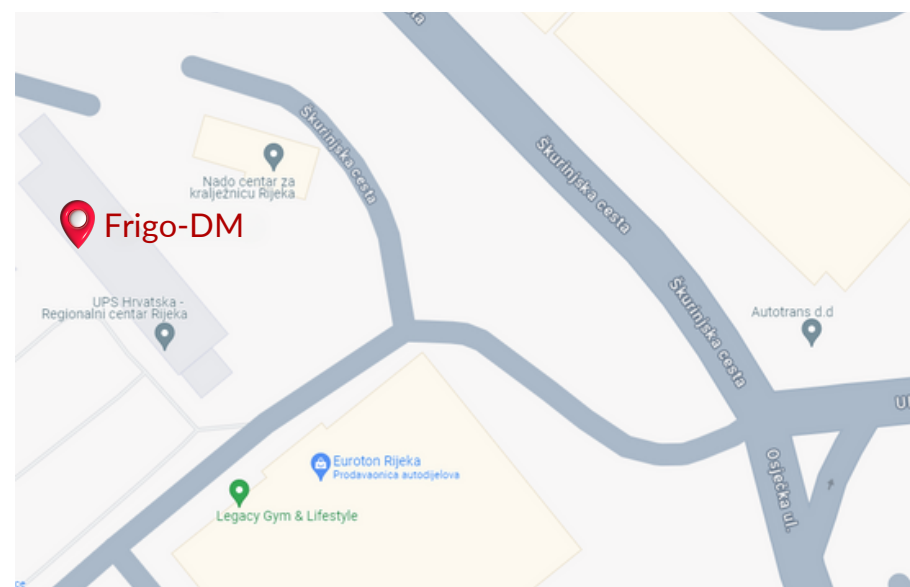 Škurinjska cesta
Škurinjska cesta
Nado centar za
kralježnicu Rijeka
Frigo-DM
UPS Hrvatska -
Regionalni centar Rijeka
Škurinjska cesta
Autotrans d.d
Osječka ul.
Euroton Rijeka
Prodavaonica autodijelova
Legacy Gym & Lifestyle